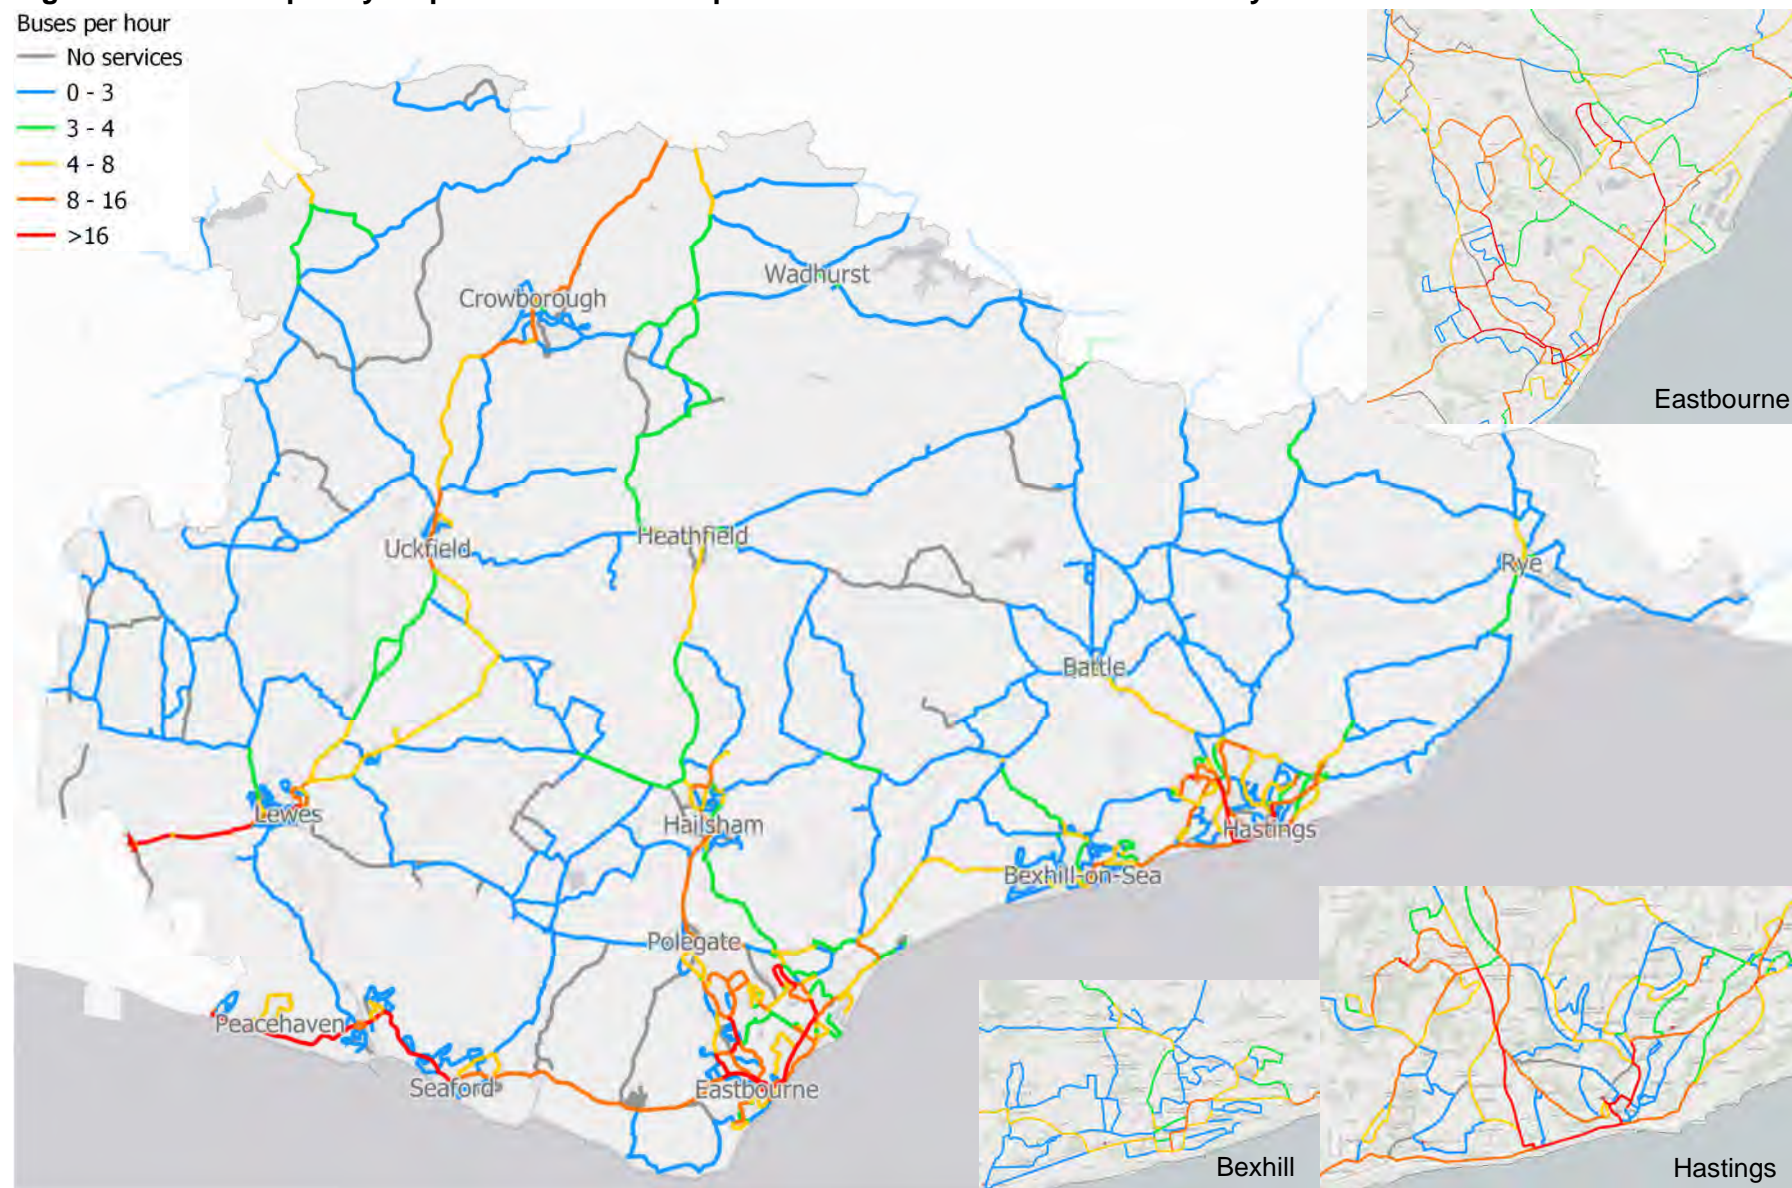 Buses per hour
No services
0 - 3
3 - 4
4 - 8
8 - 16
>16
Eastbourne
Wadhurst
Crowborough
Uckfield
Heathfield
Rye
Battle
Lewes
Hailsham
Hastings
Bexhill-on-Sea
Polegate
Peacehaven
Seaford
Eastbourne
Bexhill
Hastings